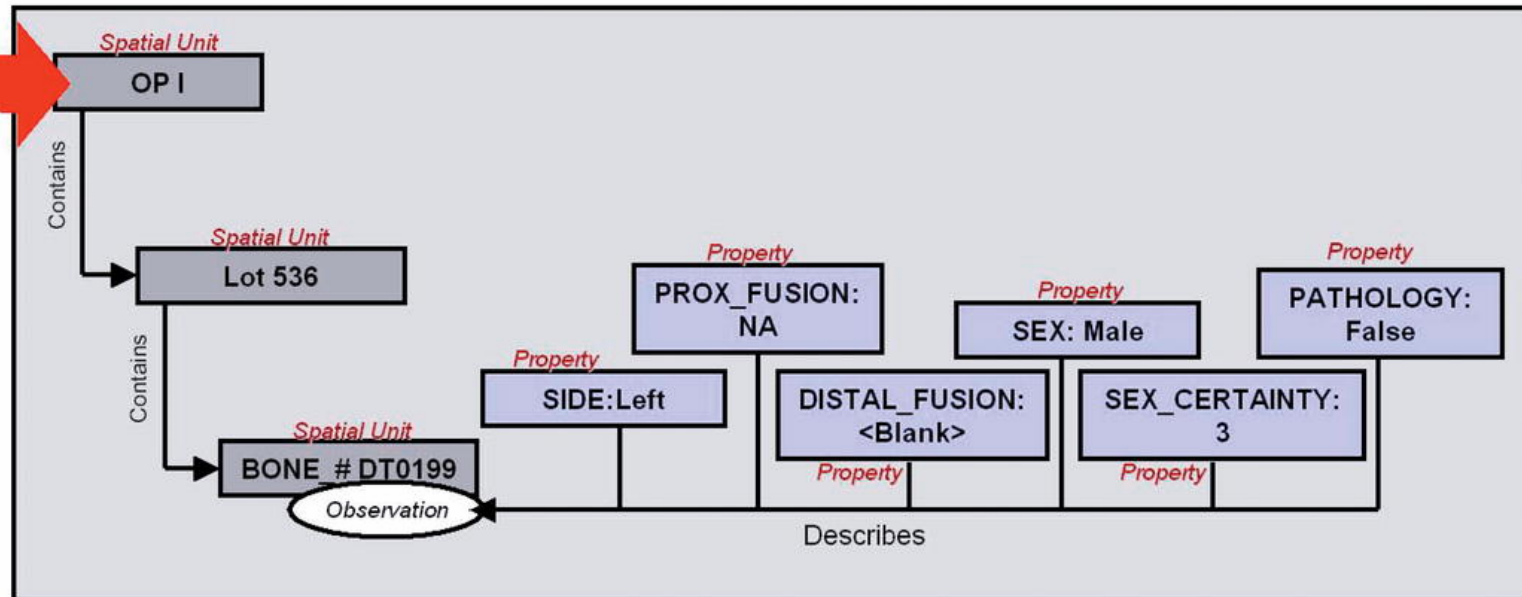 Spatial Unit
OP I
Contains
Spatial Unit
Lot 536
Contains
Spatial Unit
BONE_# DT0199
Observation
Property
SIDE:Left
Property
PROX_FUSION:
NA
DISTAL_FUSION:
<Blank>
Property
Property
SEX: Male
SEX_CERTAINTY:
3
Property
Property
PATHOLOGY:
False
Describes